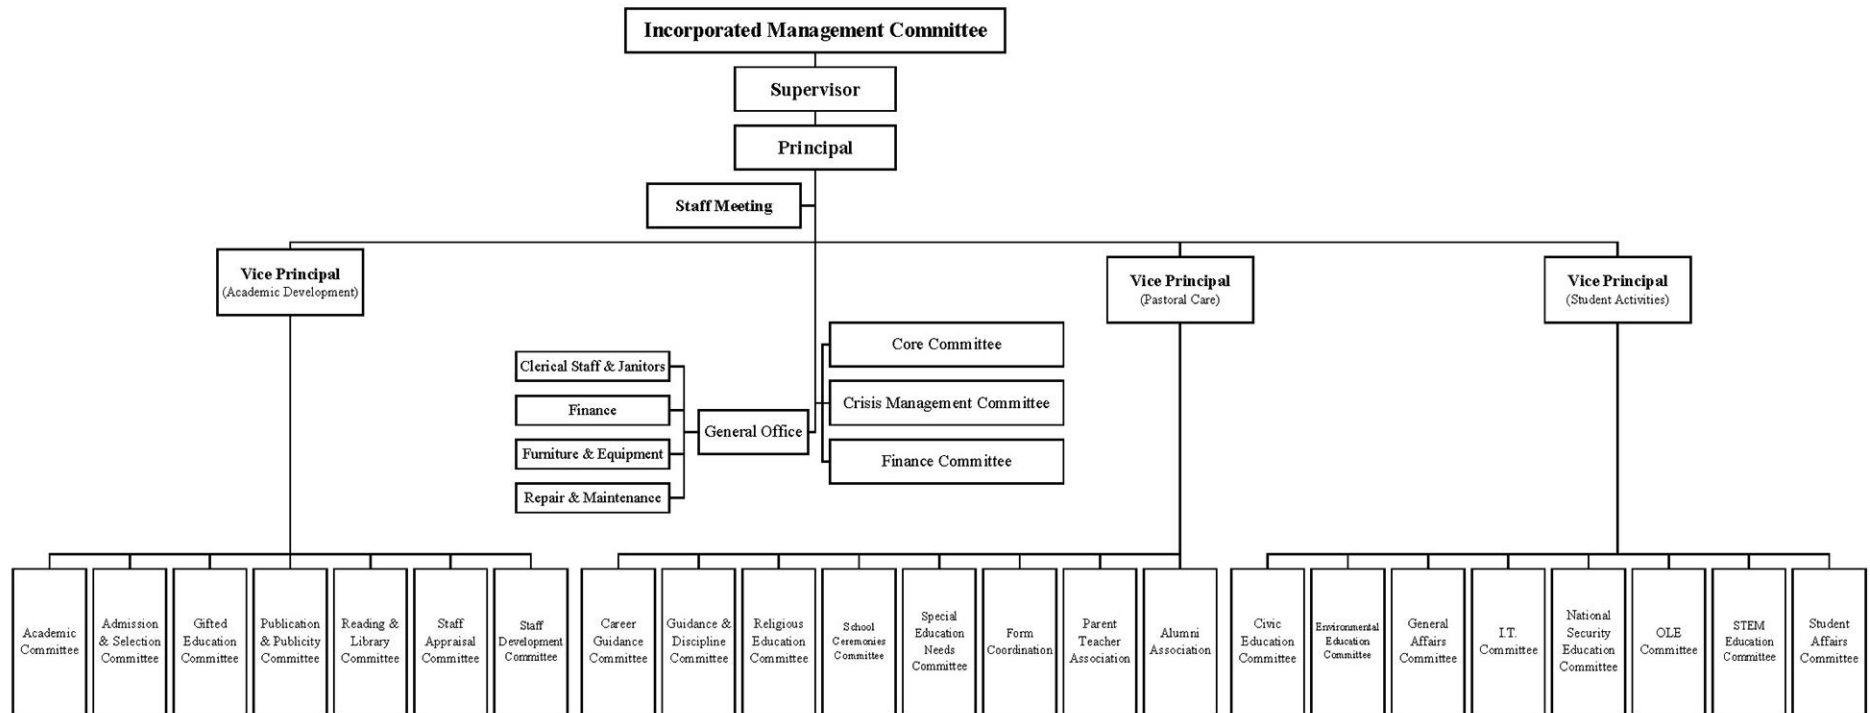 Incorporated Management Committee
Supervisor
Principal
Staff Meeting
Vice Principal
(Academic Development)
Vice Principal
(Pastoral Care)
Vice Principal
(Student Activities)
Core Committee
Crisis Management Committee
Finance Committee
Clerical Staff & Janitors
Finance
Furniture & Equipment
Repair & Maintenance
General Office
Academic
Committee
Admission
& Selection
Committee
Gifted
Education
Committee
Publication
& Publicity
Committee
Reading &
Library
Committee
Staff
Appraisal
Committee
Staff
Development
Committee
Career
Guidance
Committee
Guidance &
Discipline
Committee
Religious
Education
Committee
School
Ceremonies
Committee
Special
Education
Needs
Committee
Form
Coordination
Parent
Teacher
Association
Alumni
Association
Civic
Education
Committee
Environmental
Education
Committee
General
Affairs
Committee
I.T.
Committee
National
Security
Education
Committee
OLE
Committee
STEM
Education
Committee
Student
Affairs
Committee